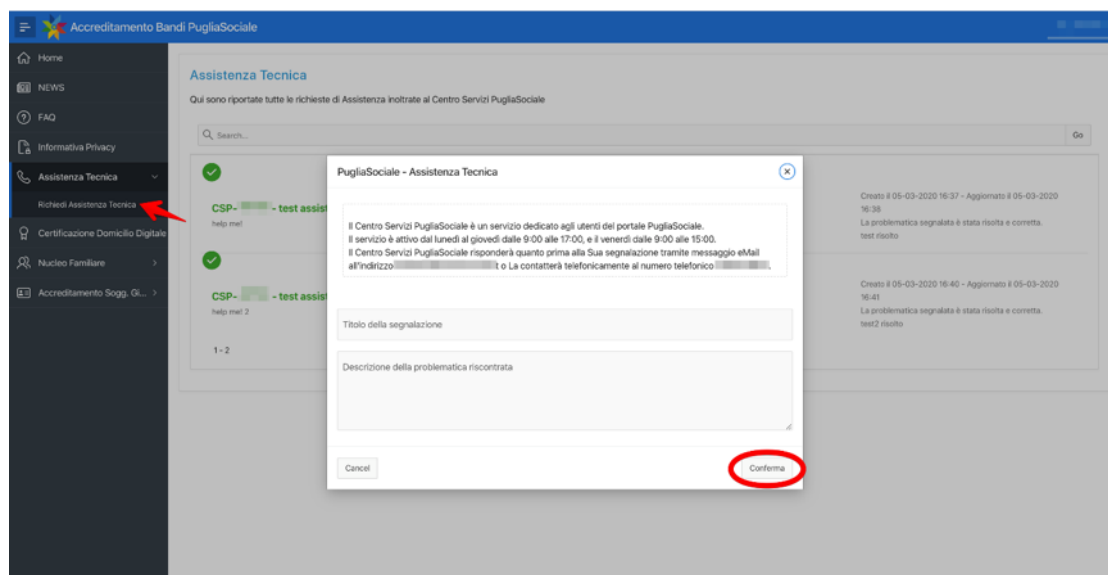 Accreditamento Bandi PugliaSociale
Home
NEWS
FAQ
Informativa Privacy
Assistenza Tecnica
Richiedi Assistenza Tecnica
Certificazione Domicilio Digitale
Nucleo Familiare
Accreditamento Sogg. Gi...
Assistenza Tecnica
Qui sono riportate tutte le richieste di Assistenza inoltrate al Centro Servizi PugliaSociale
Search...
Go
CSP- - test assist
help me!
Creato il 05-03-2020 16:37 - Aggiornato il 05-03-2020
16:38
La problematica segnalata è stata risolta e corretta.
test risolto
CSP- - test assist
help me! 2
Creato il 05-03-2020 16:40 - Aggiornato il 05-03-2020
16:41
La problematica segnalata è stata risolta e corretta.
test2 risolto
1 - 2
PugliaSociale - Assistenza Tecnica
Il Centro Servizi PugliaSociale è un servizio dedicato agli utenti del portale PugliaSociale.
Il servizio è attivo dal lunedì al giovedì dalle 9:00 alle 17:00, e il venerdì dalle 9:00 alle 15:00.
Il Centro Servizi PugliaSociale risponderà quanto prima alla Sua segnalazione tramite messaggio eMail
all'indirizzo t o La contatterà telefonicamente al numero telefonico .
Titolo della segnalazione
Descrizione della problematica riscontrata
Cancel
Conferma